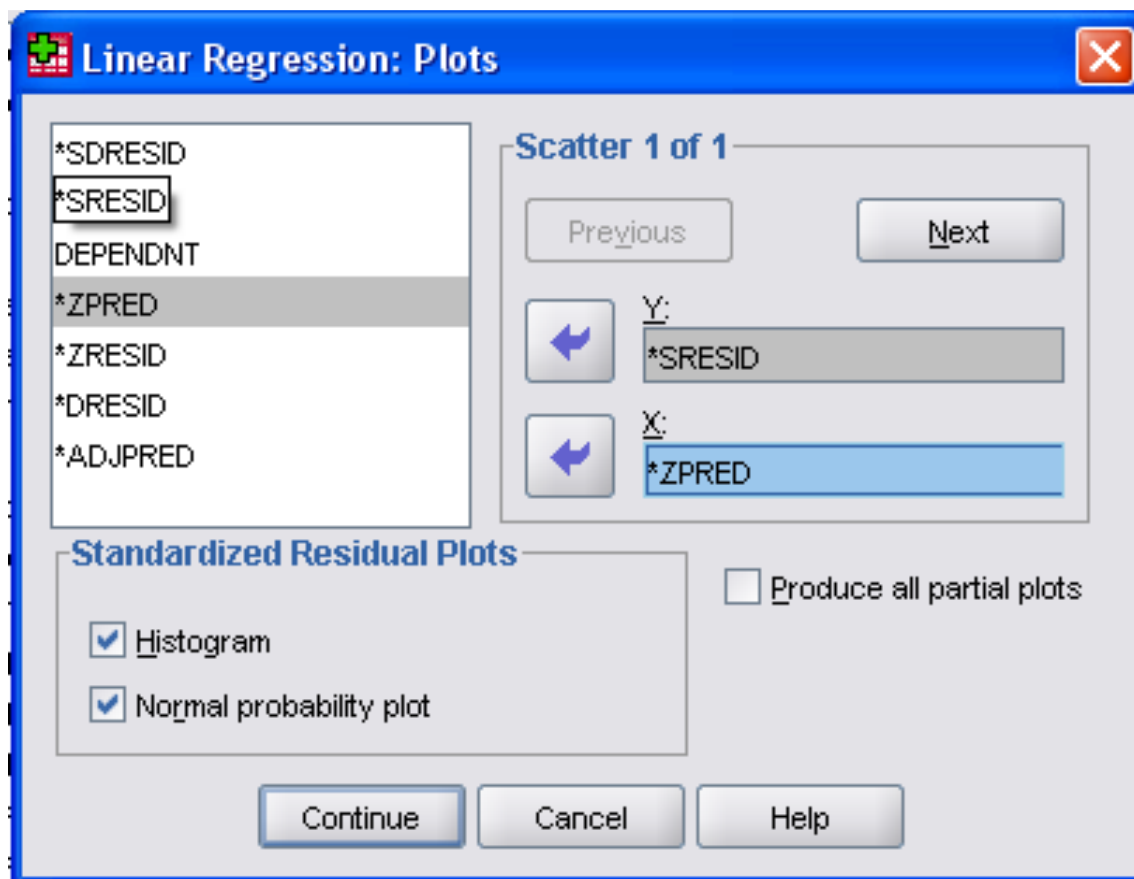 Linear Regression: Plots
*SDRESID
*SRESID
DEPENDNT
*ZPRED
*ZRESID
*DRESID
*ADJPRED
Scatter 1 of 1
Previous
Next
Y:
*SRESID
X:
*ZPRED
Standardized Residual Plots
Histogram
Normal probability plot
Produce all partial plots
Continue
Cancel
Help